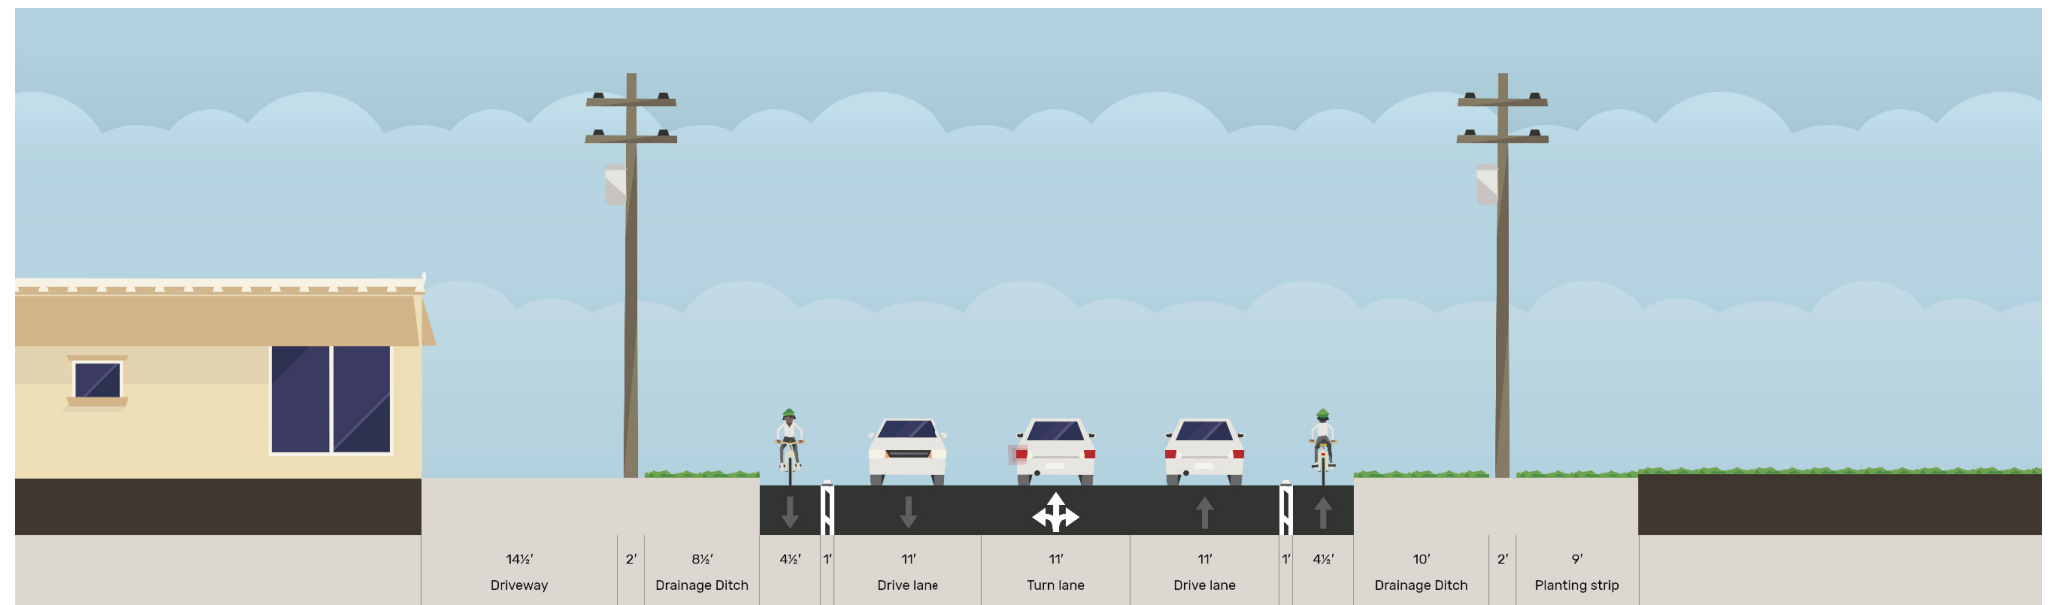 14½′ 2′ 8½′ 4½′ 1′ 11′ 11′ 11′ 1′ 4½′ 10′ 2′ 9′
Driveway Drainage Ditch Drive lane Turn lane Drive lane Drainage Ditch Planting strip